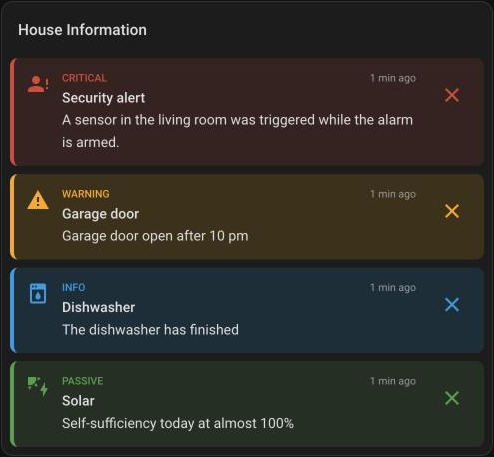 House Information
CRITICAL
1 min ago
Security alert
A sensor in the living room was triggered while the alarm
is armed.
WARNING
1 min ago
Garage door
Garage door open after 10 pm
INFO
1 min ago
Dishwasher
The dishwasher has finished
PASSIVE
1 min ago
Solar
Self-sufficiency today at almost 100%